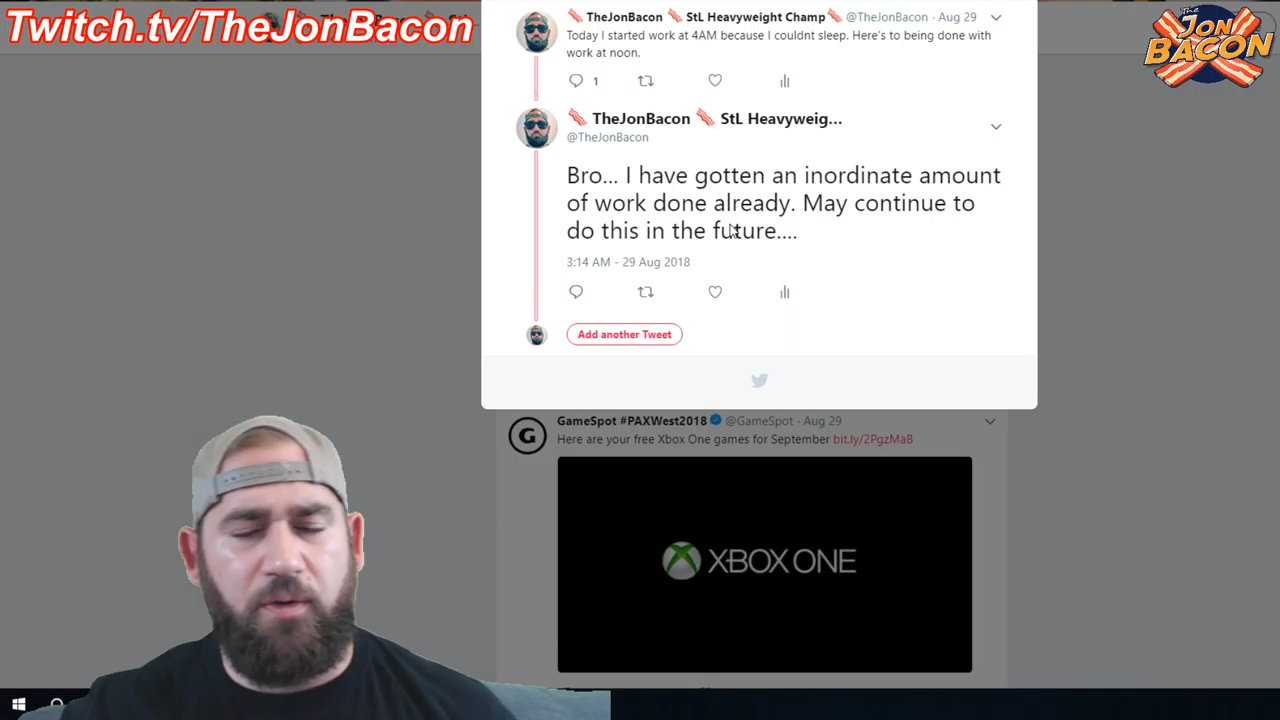 Twitch.tv/TheJonBacon
The
JON
BACON
TheJonBacon StL Heavyweight Champ @TheJonBacon · Aug 29
Today I started work at 4AM because I couldnt sleep. Here's to being done with
work at noon.
1
TheJonBacon StL Heavyweig...
@TheJonBacon
Bro... I have gotten an inordinate amount
of work done already. May continue to
do this in the future....
3:14 AM - 29 Aug 2018
Add another Tweet
GameSpot #PAXWest2018 @GameSpot · Aug 29
Here are your free Xbox One games for September bit.ly/2PgzMaB
G
XBOX ONE